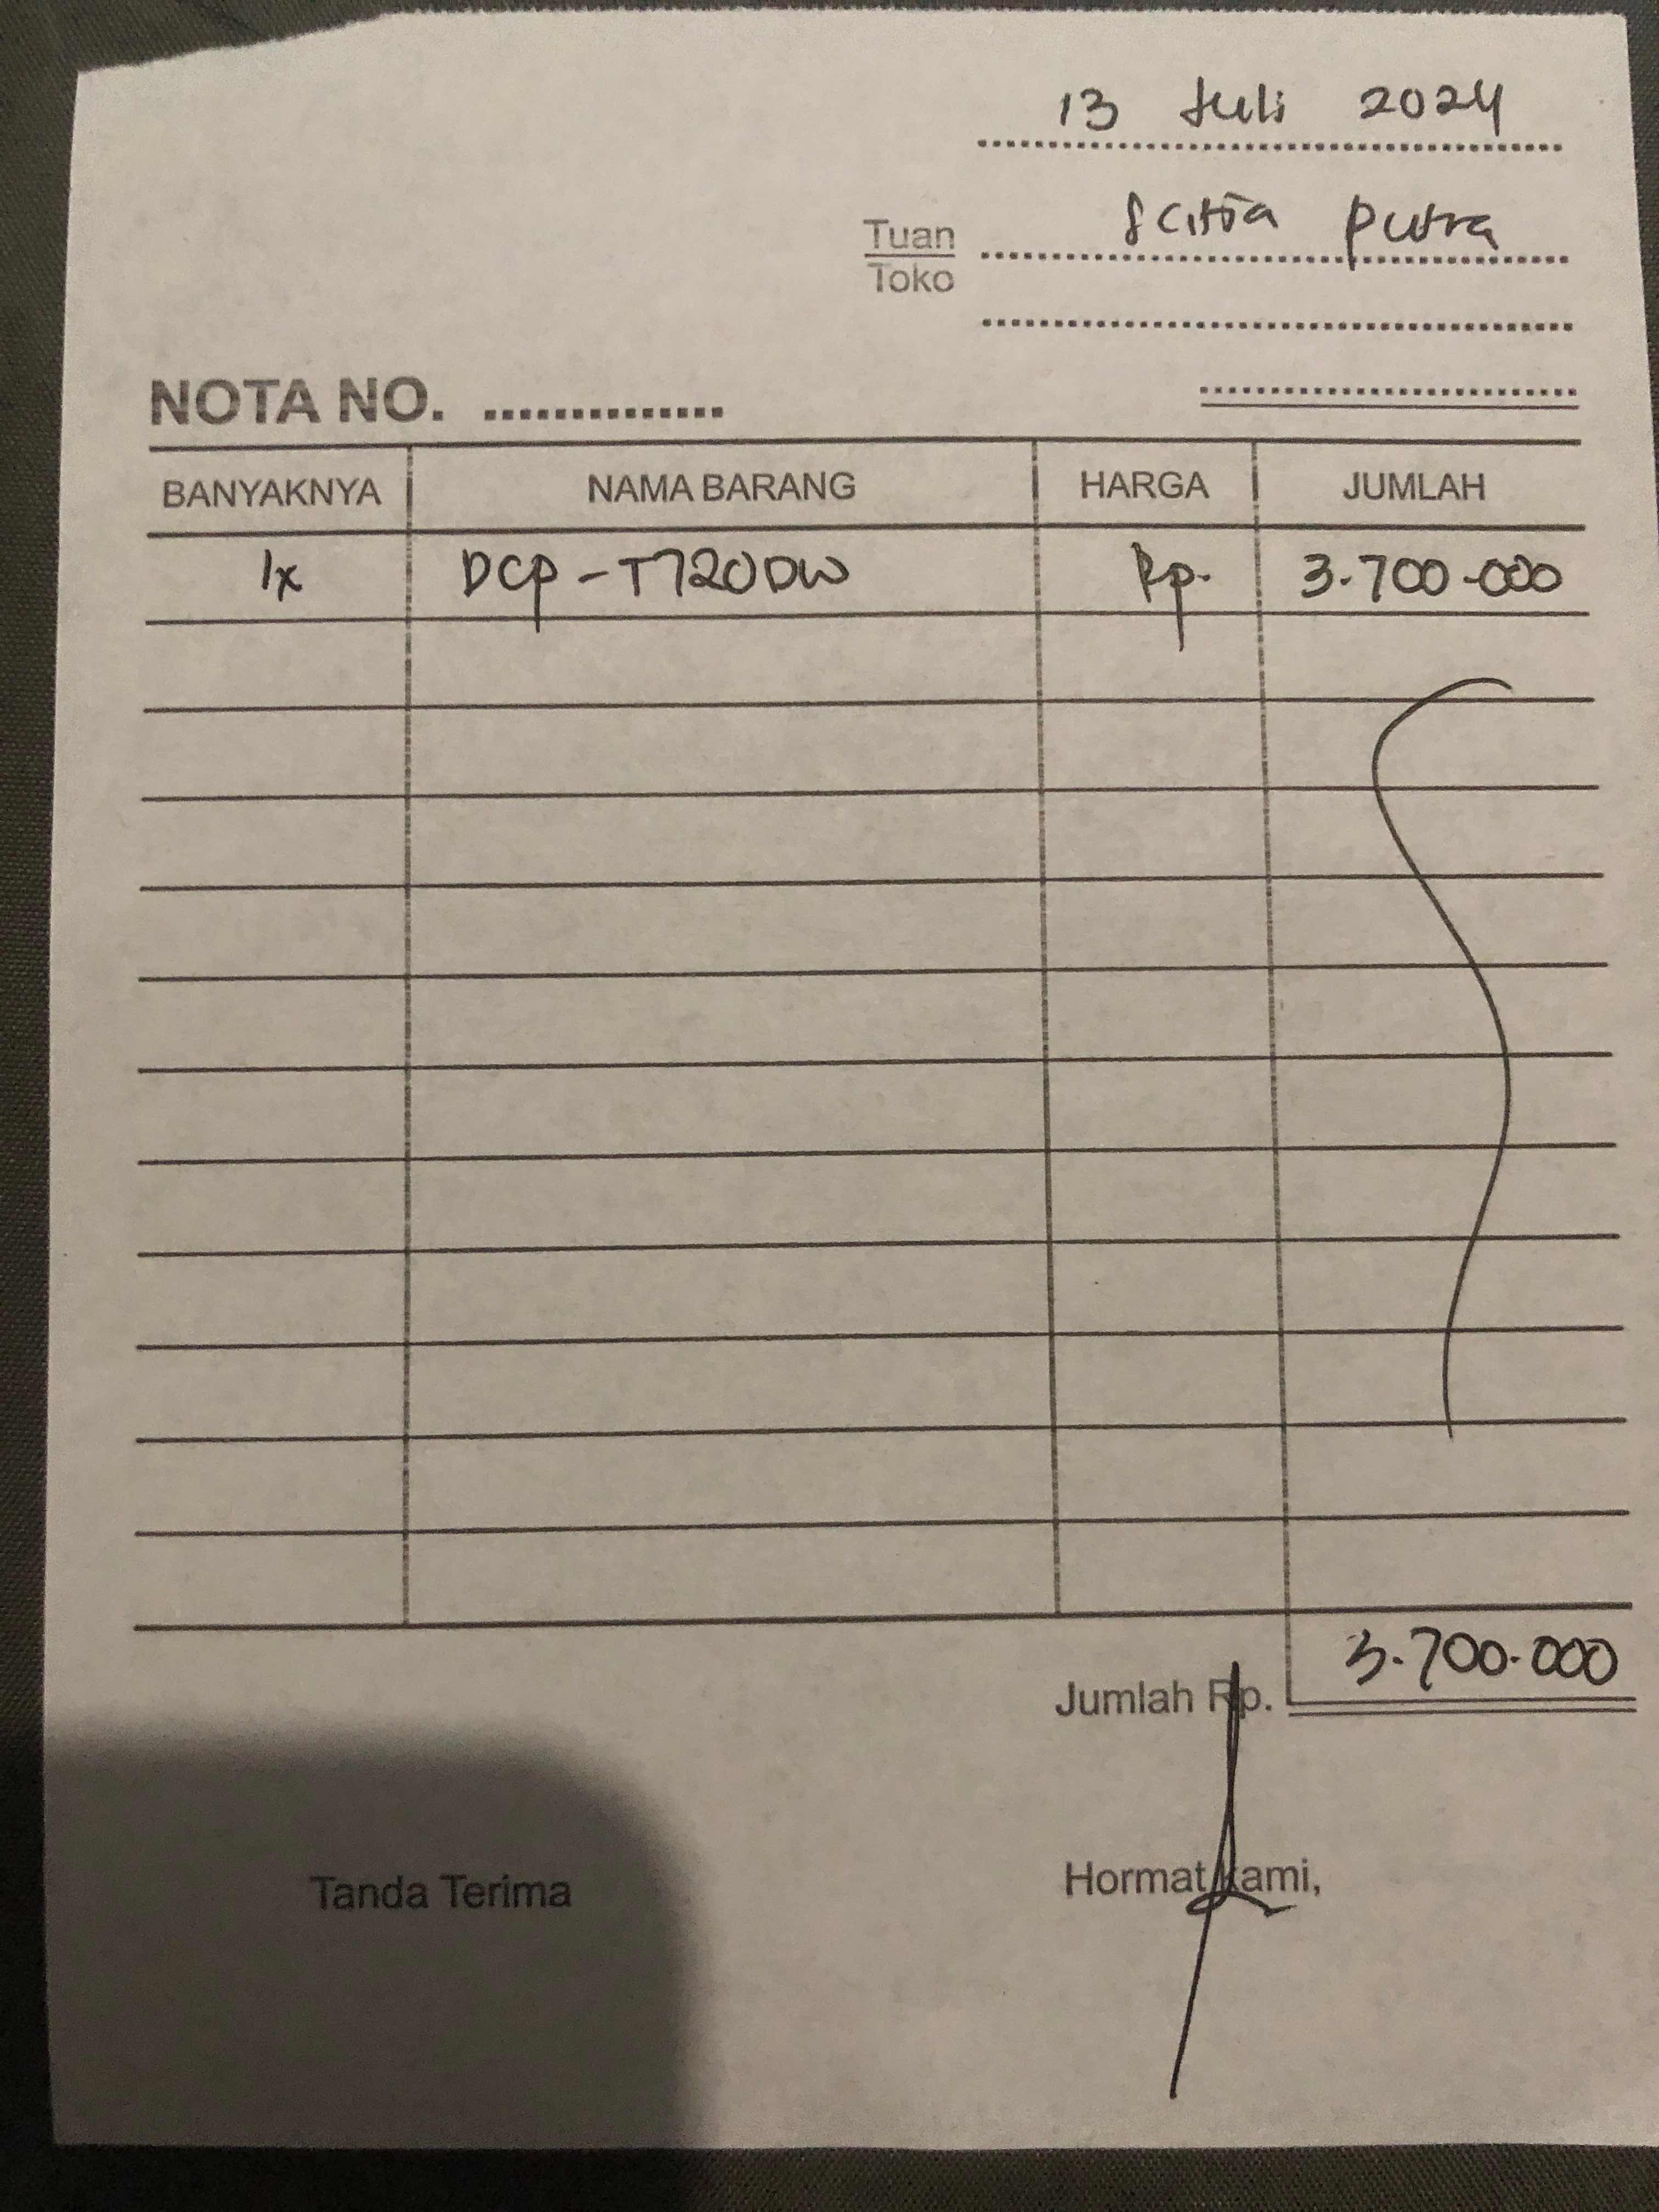 13 Juli 2024
Tuan Putra
Toko
NOTA NO. ..............
BANYAKNYA NAMA BARANG HARGA JUMLAH
1x DCP-T720DW Rp. 3.700.000
Jumlah Rp. 3.700.000
Tanda Terima Hormat kami,